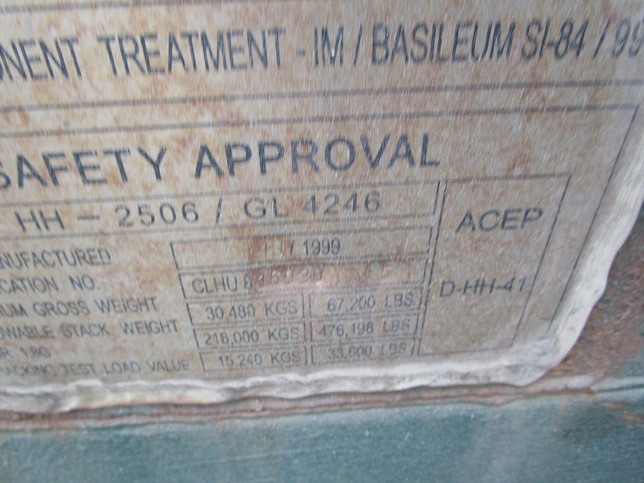 ONENT TREATMENT - IM / BASILEUM SI-84 / 99
SAFETY APPROVAL
HH - 2506 / GL 4246
ACEP
NUFACTURED / 1999
CATION NO. CLHU
D-HH-41
UM GROSS WEIGHT 30,480 KGS 67,200 LBS
OWABLE STACK. WEIGHT 216,000 KGS 476,198 LBS
R 1.8G
ACKING TEST LOAD VALUE 15,240 KGS 33,600 LBS